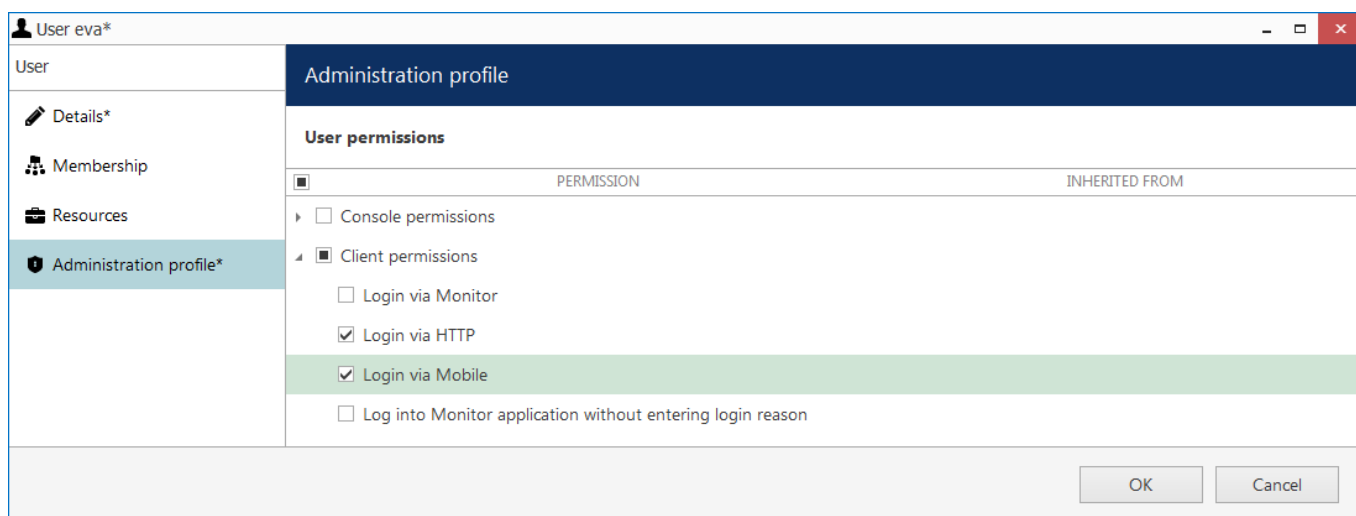 User eva*
User
Administration profile
Details*
Membership
Resources
Administration profile*
User permissions
PERMISSION INHERITED FROM
Console permissions
Client permissions
Login via Monitor
Login via HTTP
Login via Mobile
Log into Monitor application without entering login reason
OK Cancel